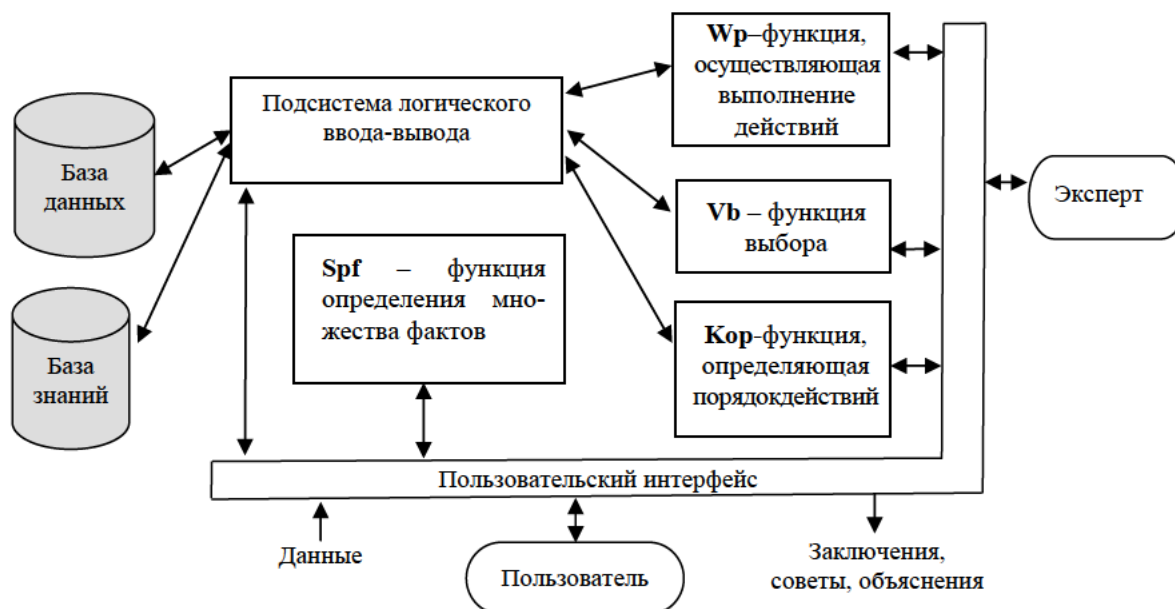 Wp–функция,
осуществляющая
выполнение
действий
Подсистема логического
ввода-вывода
База
данных
Vb – функция
выбора
Эксперт
Spf – функция
определения мно-
жества фактов
База
знаний
Kop-функция,
определяющая
порядокдействий
Пользовательский интерфейс
Данные
Пользователь
Заключения,
советы, объяснения